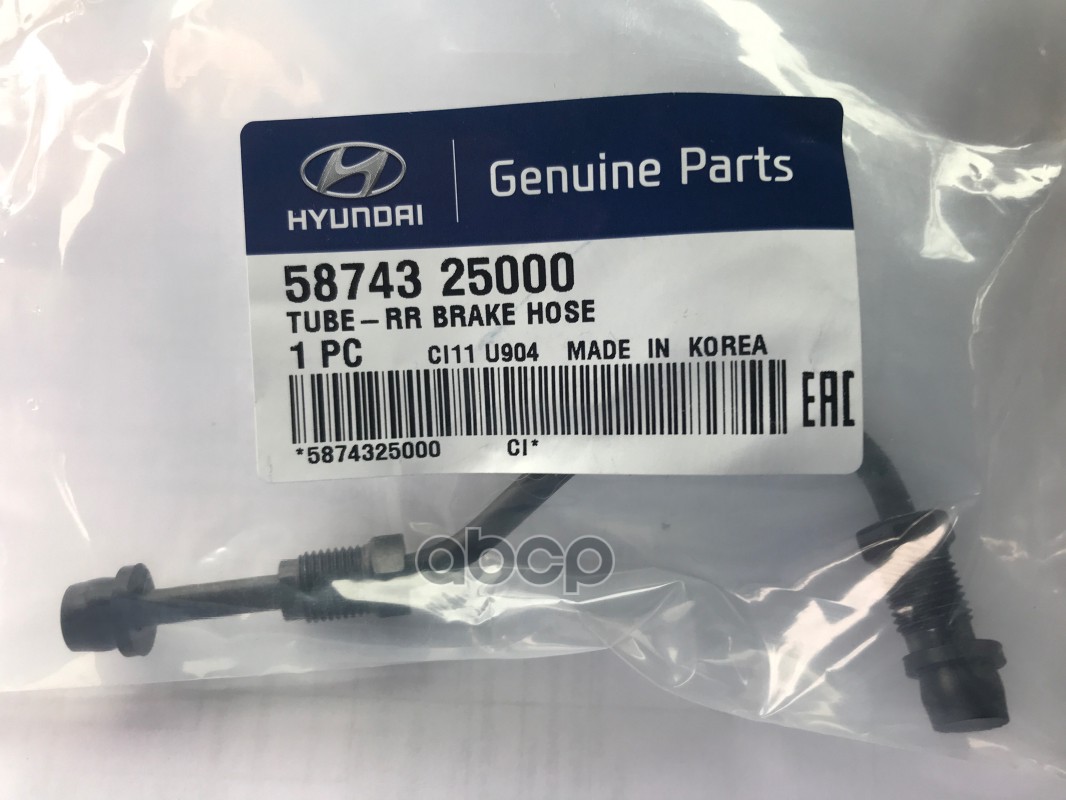 HYUNDAI
Genuine Parts
58743 25000
TUBE-RR BRAKE HOSE
1 PC CI11 U904 MADE IN KOREA
EAC
*5874325000 CI*
abcp